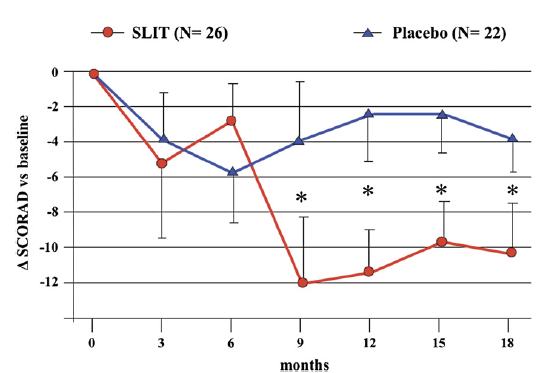 SLIT (N= 26)
Placebo (N= 22)
Δ SCORAD vs baseline
0
-2
-4
-6
-8
-10
-12
* * * *
0 3 6 9 12 15 18
months